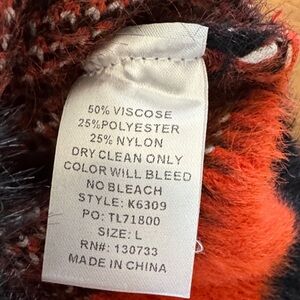 50% VISCOSE
25%POLYESTER
25% NYLON
DRY CLEAN ONLY
COLOR WILL BLEED
NO BLEACH
STYLE: K6309
PO: TL71800
SIZE: L
RN#: 130733
MADE IN CHINA